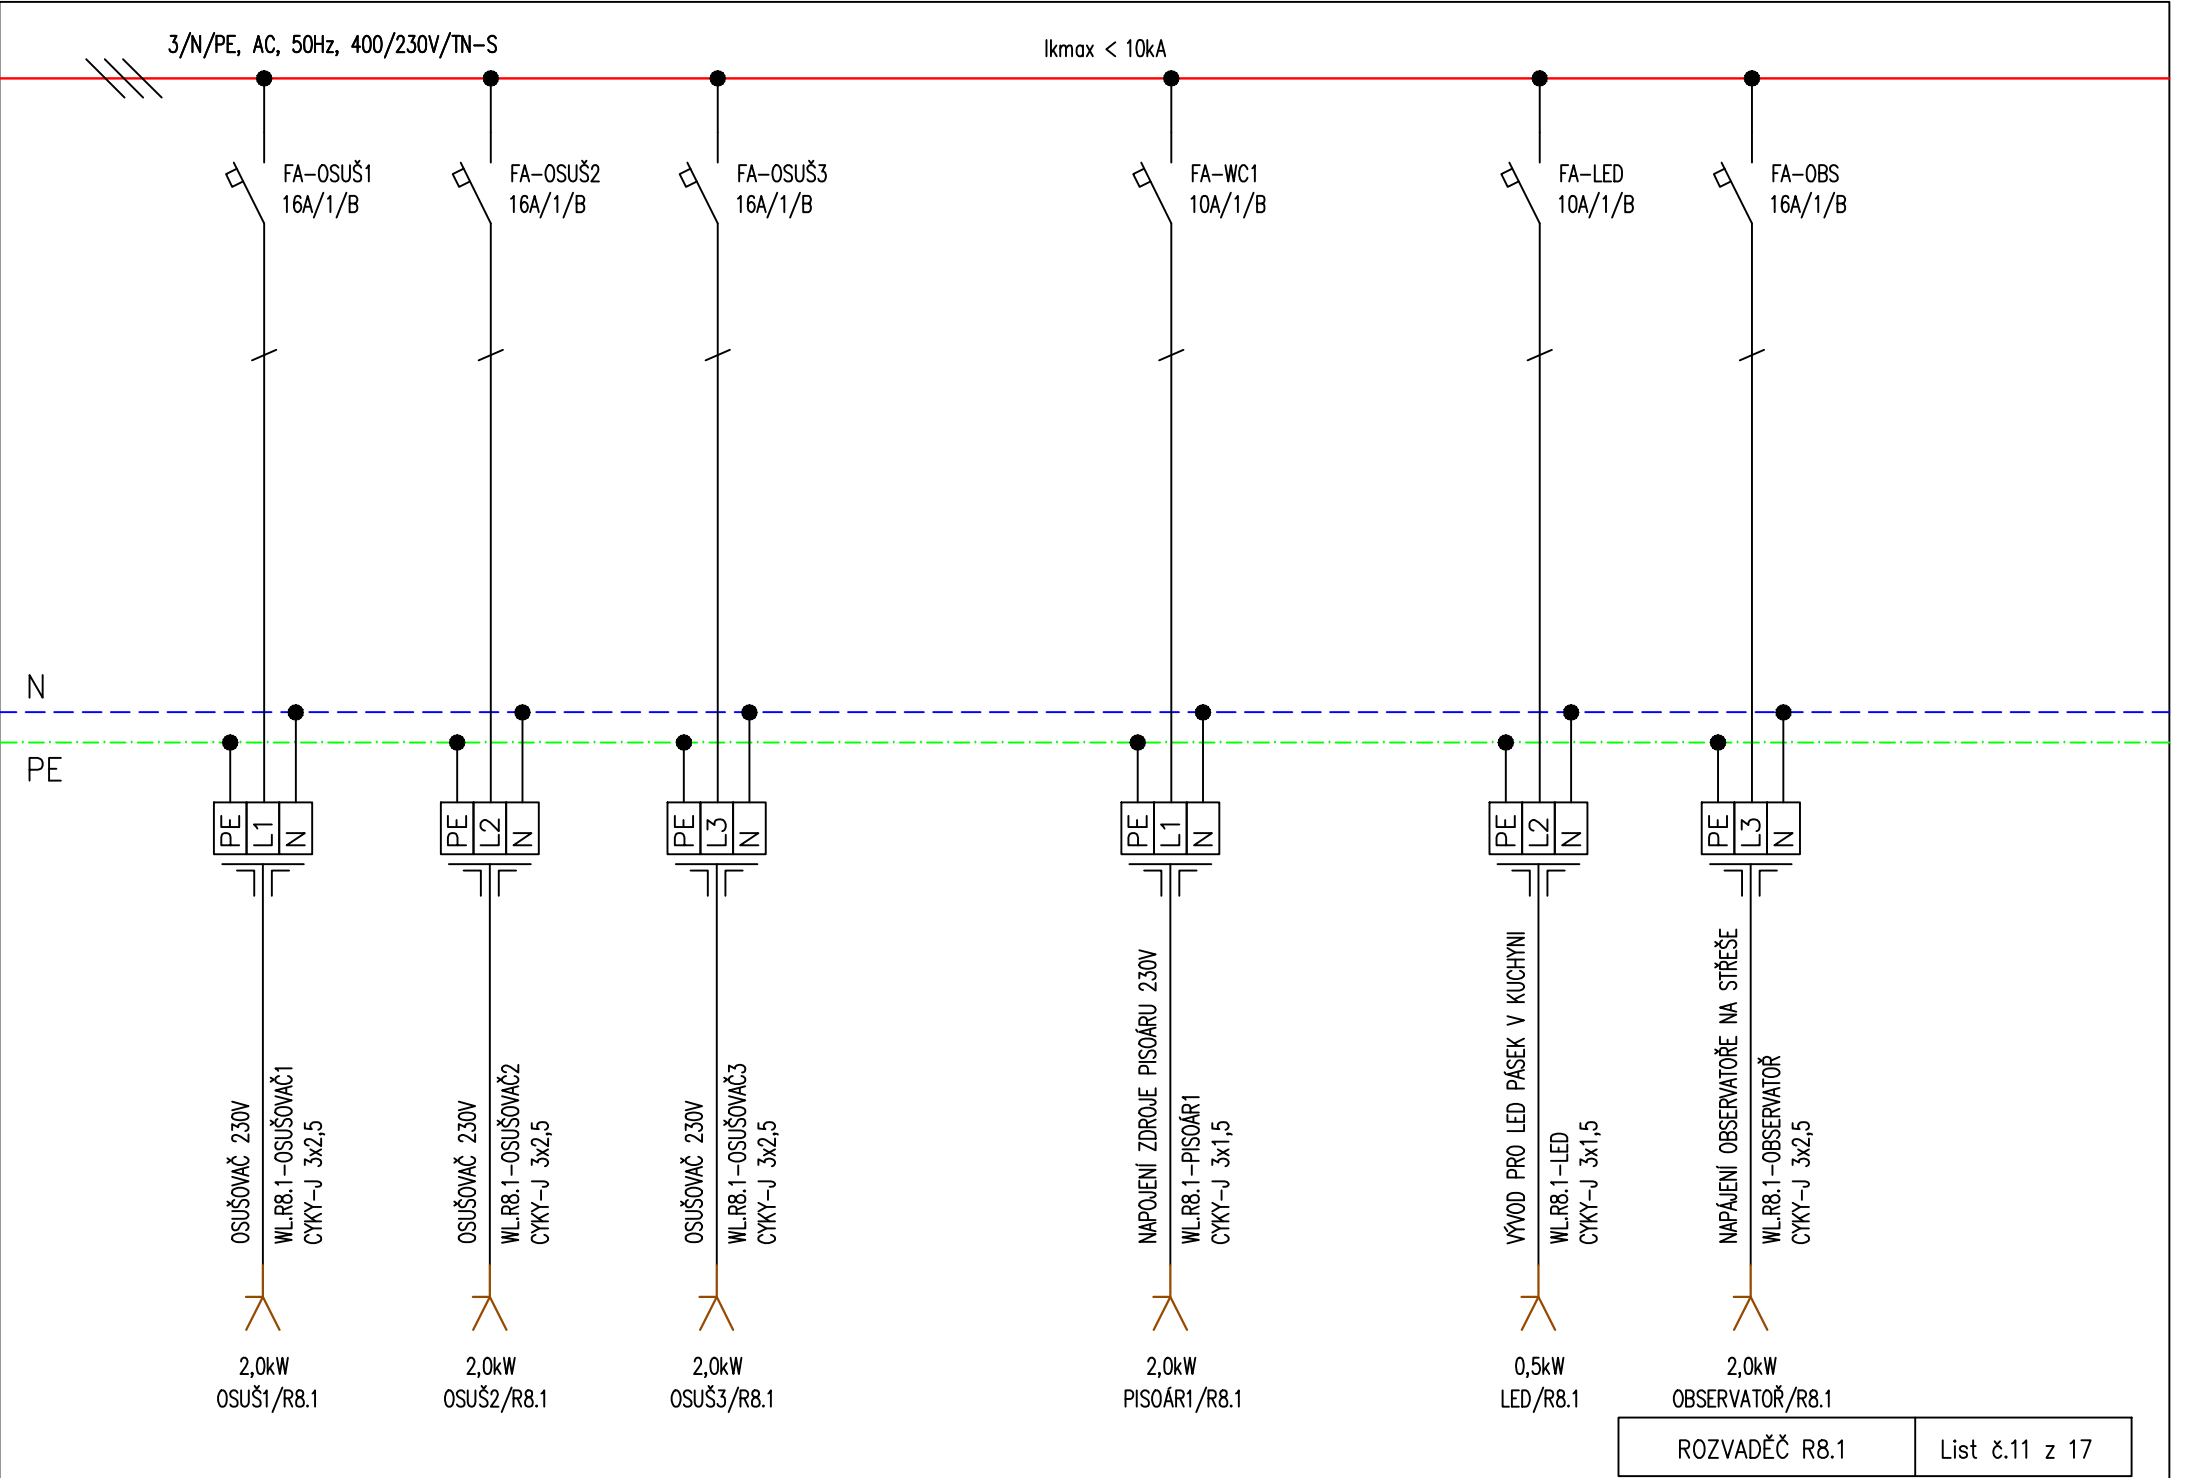 3/N/PE, AC, 50Hz, 400/230V/TN-S
Ikmax < 10kA
FA-OSUŠ1
16A/1/B
FA-OSUŠ2
16A/1/B
FA-OSUŠ3
16A/1/B
FA-WC1
10A/1/B
FA-LED
10A/1/B
FA-OBS
16A/1/B
N
PE
PE L1 N
PE L2 N
PE L3 N
PE L1 N
PE L2 N
PE L3 N
OSUŠOVAČ 230V
WL.R8.1-OSUŠOVAČ1
CYKY-J 3x2,5
OSUŠOVAČ 230V
WL.R8.1-OSUŠOVAČ2
CYKY-J 3x2,5
OSUŠOVAČ 230V
WL.R8.1-OSUŠOVAČ3
CYKY-J 3x2,5
NAPOJENÍ ZDROJE PISOÁRU 230V
WL.R8.1-PISOÁR1
CYKY-J 3x1,5
VÝVOD PRO LED PÁSEK V KUCHYNI
WL.R8.1-LED
CYKY-J 3x1,5
NAPÁJENÍ OBSERVATOŘE NA STŘEŠE
WL.R8.1-OBSERVATOŘ
CYKY-J 3x2,5
2,0kW
OSUŠ1/R8.1
2,0kW
OSUŠ2/R8.1
2,0kW
OSUŠ3/R8.1
2,0kW
PISOÁR1/R8.1
0,5kW
LED/R8.1
2,0kW
OBSERVATOŘ/R8.1
ROZVADĚČ R8.1
List č.11 z 17